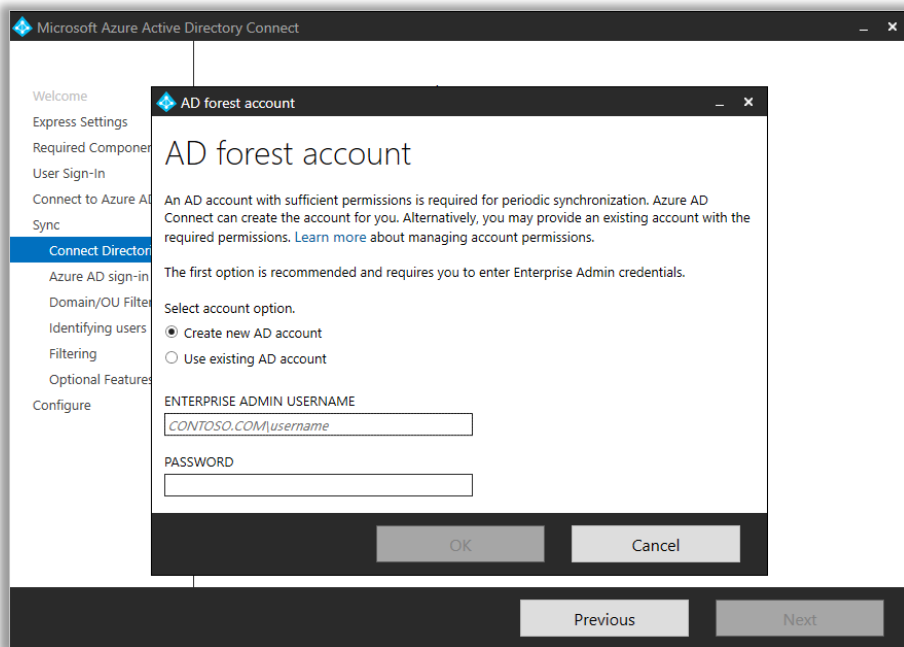 Microsoft Azure Active Directory Connect
Welcome
Express Settings
Required Componen
User Sign-In
Connect to Azure AD
Sync
Connect Directori
Azure AD sign-in
Domain/OU Filter
Identifying users
Filtering
Optional Features
Configure
AD forest account
AD forest account
An AD account with sufficient permissions is required for periodic synchronization. Azure AD
Connect can create the account for you. Alternatively, you may provide an existing account with the
required permissions. Learn more about managing account permissions.
The first option is recommended and requires you to enter Enterprise Admin credentials.
Select account option.
Create new AD account
Use existing AD account
ENTERPRISE ADMIN USERNAME
CONTOSO.COM\username
PASSWORD
OK
Cancel
Previous
Next